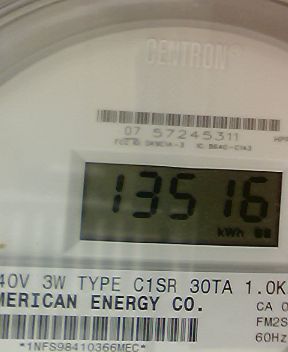 CENTRON®
07 57245311
13516
kWh
40V 3W TYPE C1SR 30TA 1.0K
MERICAN ENERGY CO.
CA 0
FM2S
60Hz
*1NFS98410366MEC*